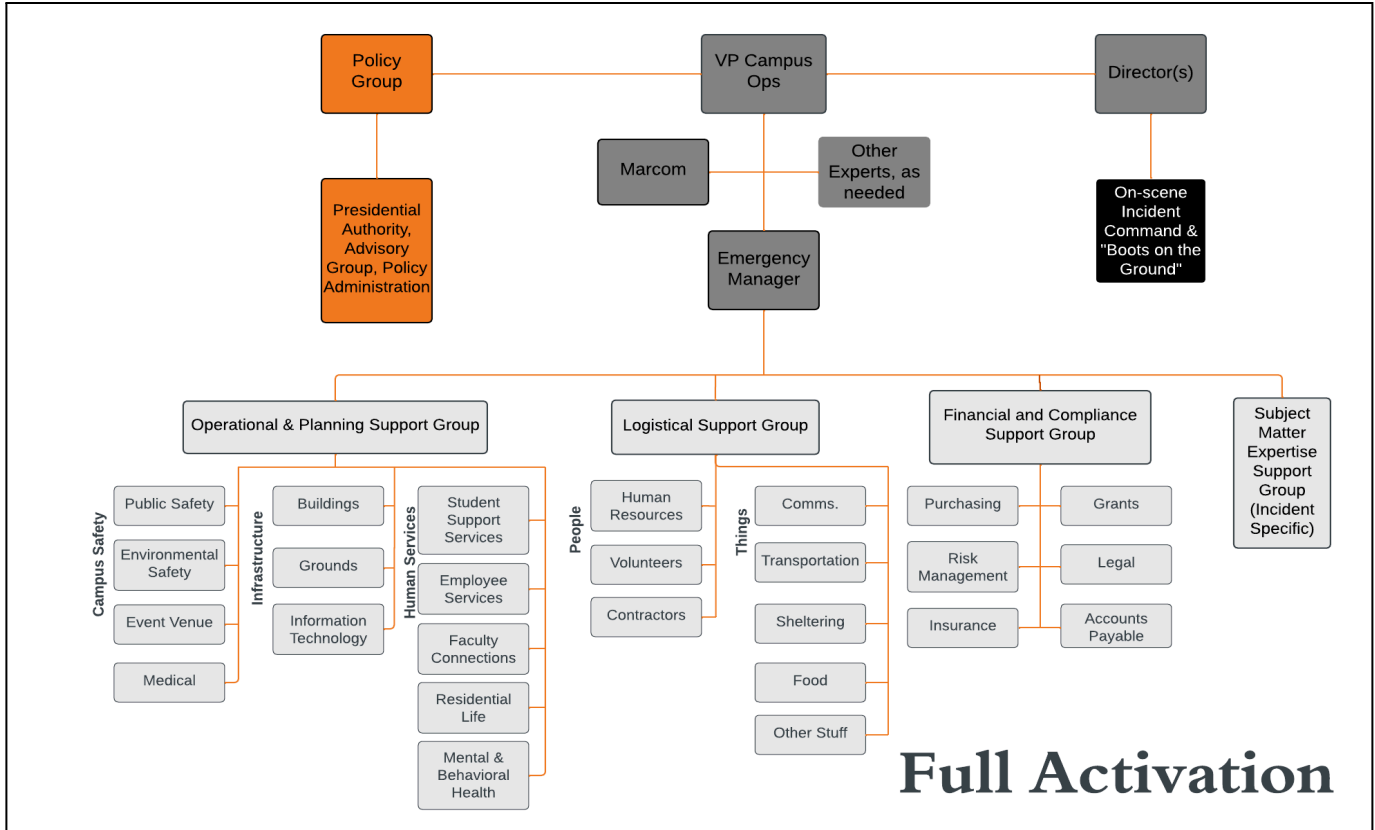 Policy
Group
VP Campus
Ops
Director(s)
Marcom
Other
Experts, as
needed
Presidential
Authority,
Advisory
Group, Policy
Administration
On-scene
Incident
Command &
"Boots on the
Ground"
Emergency
Manager
Operational & Planning Support Group
Logistical Support Group
Financial and Compliance
Support Group
Subject
Matter
Expertise
Support
Group
(Incident
Specific)
Campus Safety
Public Safety
Environmental
Safety
Event Venue
Medical
Infrastructure
Buildings
Grounds
Information
Technology
Human Services
Student
Support
Services
Employee
Services
Faculty
Connections
Residential
Life
Mental &
Behavioral
Health
People
Human
Resources
Volunteers
Contractors
Things
Comms.
Transportation
Sheltering
Food
Other Stuff
Purchasing
Risk
Management
Insurance
Grants
Legal
Accounts
Payable
Full Activation